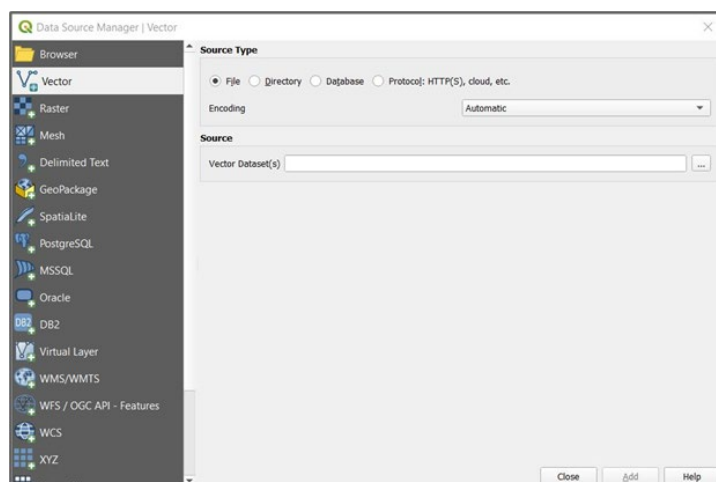 Data Source Manager | Vector
Browser
Vector
Raster
Mesh
Delimited Text
GeoPackage
SpatiaLite
PostgreSQL
MSSQL
Oracle
DB2
DB2
Virtual Layer
WMS/WMTS
WFS / OGC API - Features
WCS
XYZ
Source Type
File Directory Database Protocol: HTTP(S), cloud, etc.
Encoding Automatic
Source
Vector Dataset(s) ...
Close Add Help